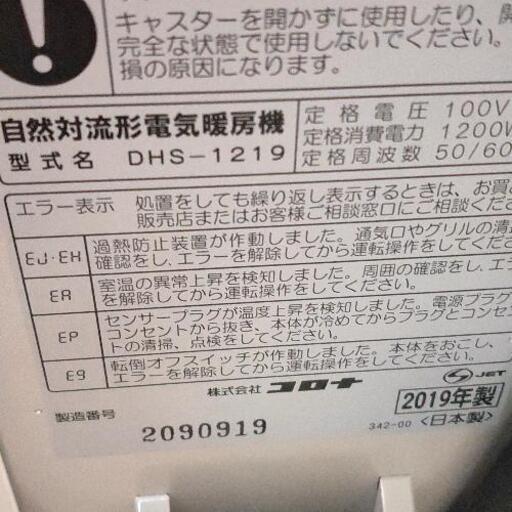 キャスターを開かずに使用したり、開
完全な状態で使用しないでください。
損の原因になります。
自然対流形電気暖房機
型式名 DHS-1219
定格電圧 100V
定格消費電力 1200W
定格周波数 50/60
エラー表示 処置をしても繰り返し表示するときは、お買
販売店またはお客様ご相談窓口にご相談くださ
EJ・EH 過熱防止装置が作動しました。通気口やグリルの清
確認をし、エラーを解除してから運転操作をしてくださ
EA 室温の異常上昇を検知しました。周囲の確認をし、エラ
を解除してから運転操作をしてください。
EP センサープラグが温度上昇を検知しました。電源プラグ
コンセントから抜き、本体が冷めてからプラグとコンセ
トの清掃、点検をしてください。
E9 転倒オフスイッチが作動しました。本体をおこし、
エラーを解除してから運転操作をしてください。
株式会社 コロナ
S JET
製造番号
2090919
2019年製
342-00 <日本製>